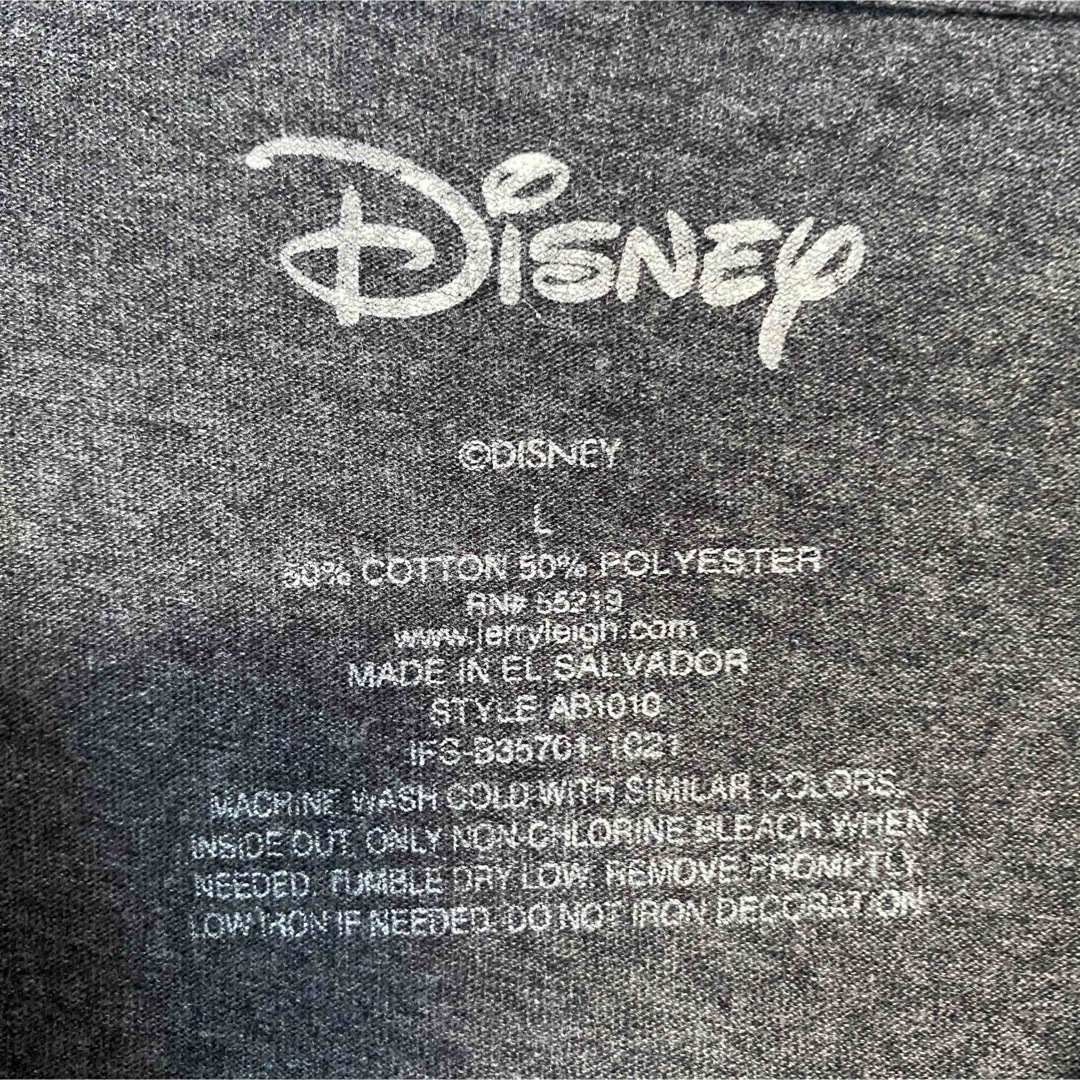 DISNEY
©DISNEY
L
50% COTTON 50% POLYESTER
RN# 55219
www.jerryleigh.com
MADE IN EL SALVADOR
STYLE AB1010
IFS-B35701-1021
MACHINE WASH COLD WITH SIMILAR COLORS,
INSIDE OUT. ONLY NON-CHLORINE BLEACH WHEN
NEEDED. TUMBLE DRY LOW. REMOVE PROMPTLY.
LOW IRON IF NEEDED. DO NOT IRON DECORATION.